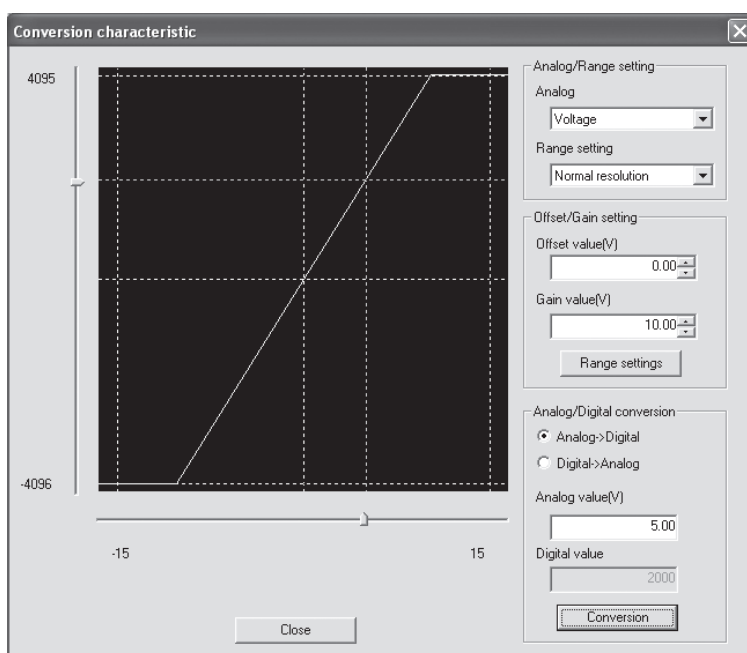 Conversion characteristic
4095
-4096
-15
15
Close
Analog/Range setting
Analog
Voltage
Range setting
Normal resolution
Offset/Gain setting
Offset value(V)
0.00
Gain value(V)
10.00
Range settings
Analog/Digital conversion
Analog->Digital
Digital->Analog
Analog value(V)
5.00
Digital value
2000
Conversion